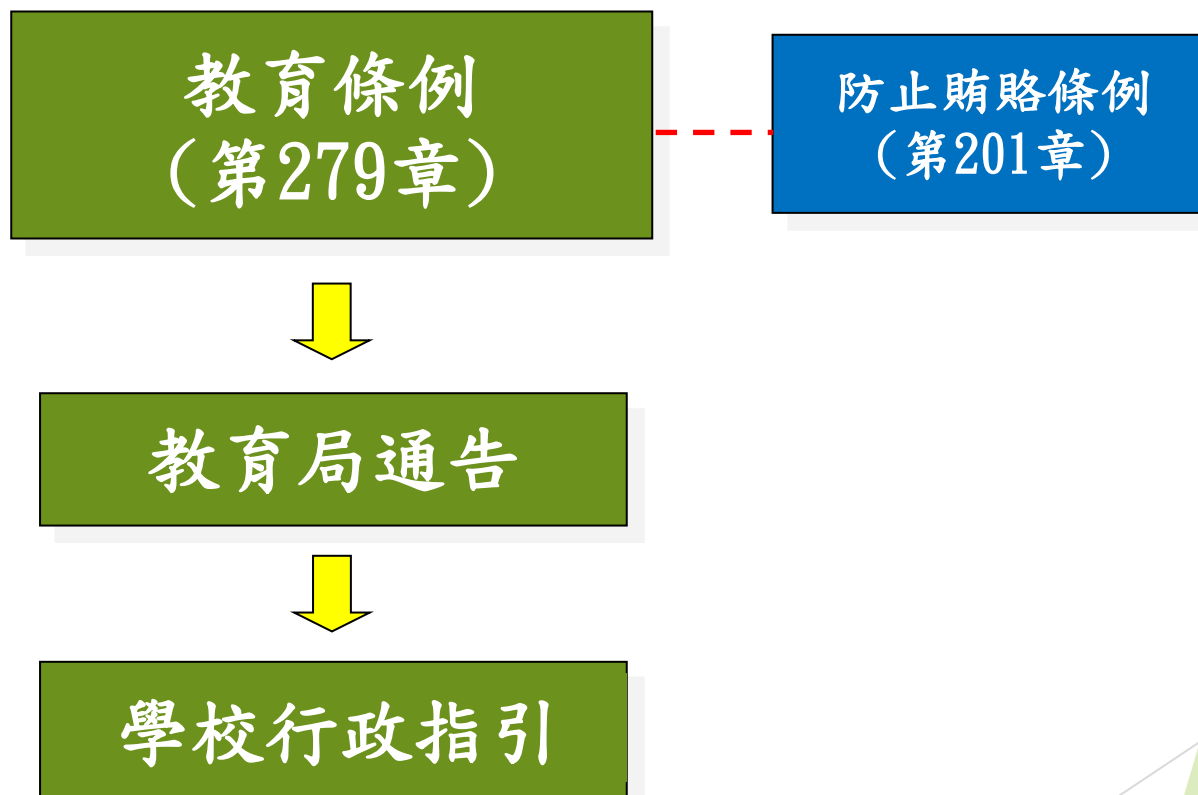 教育條例
（第279章）
防止賄賂條例
（第201章）
教育局通告
學校行政指引